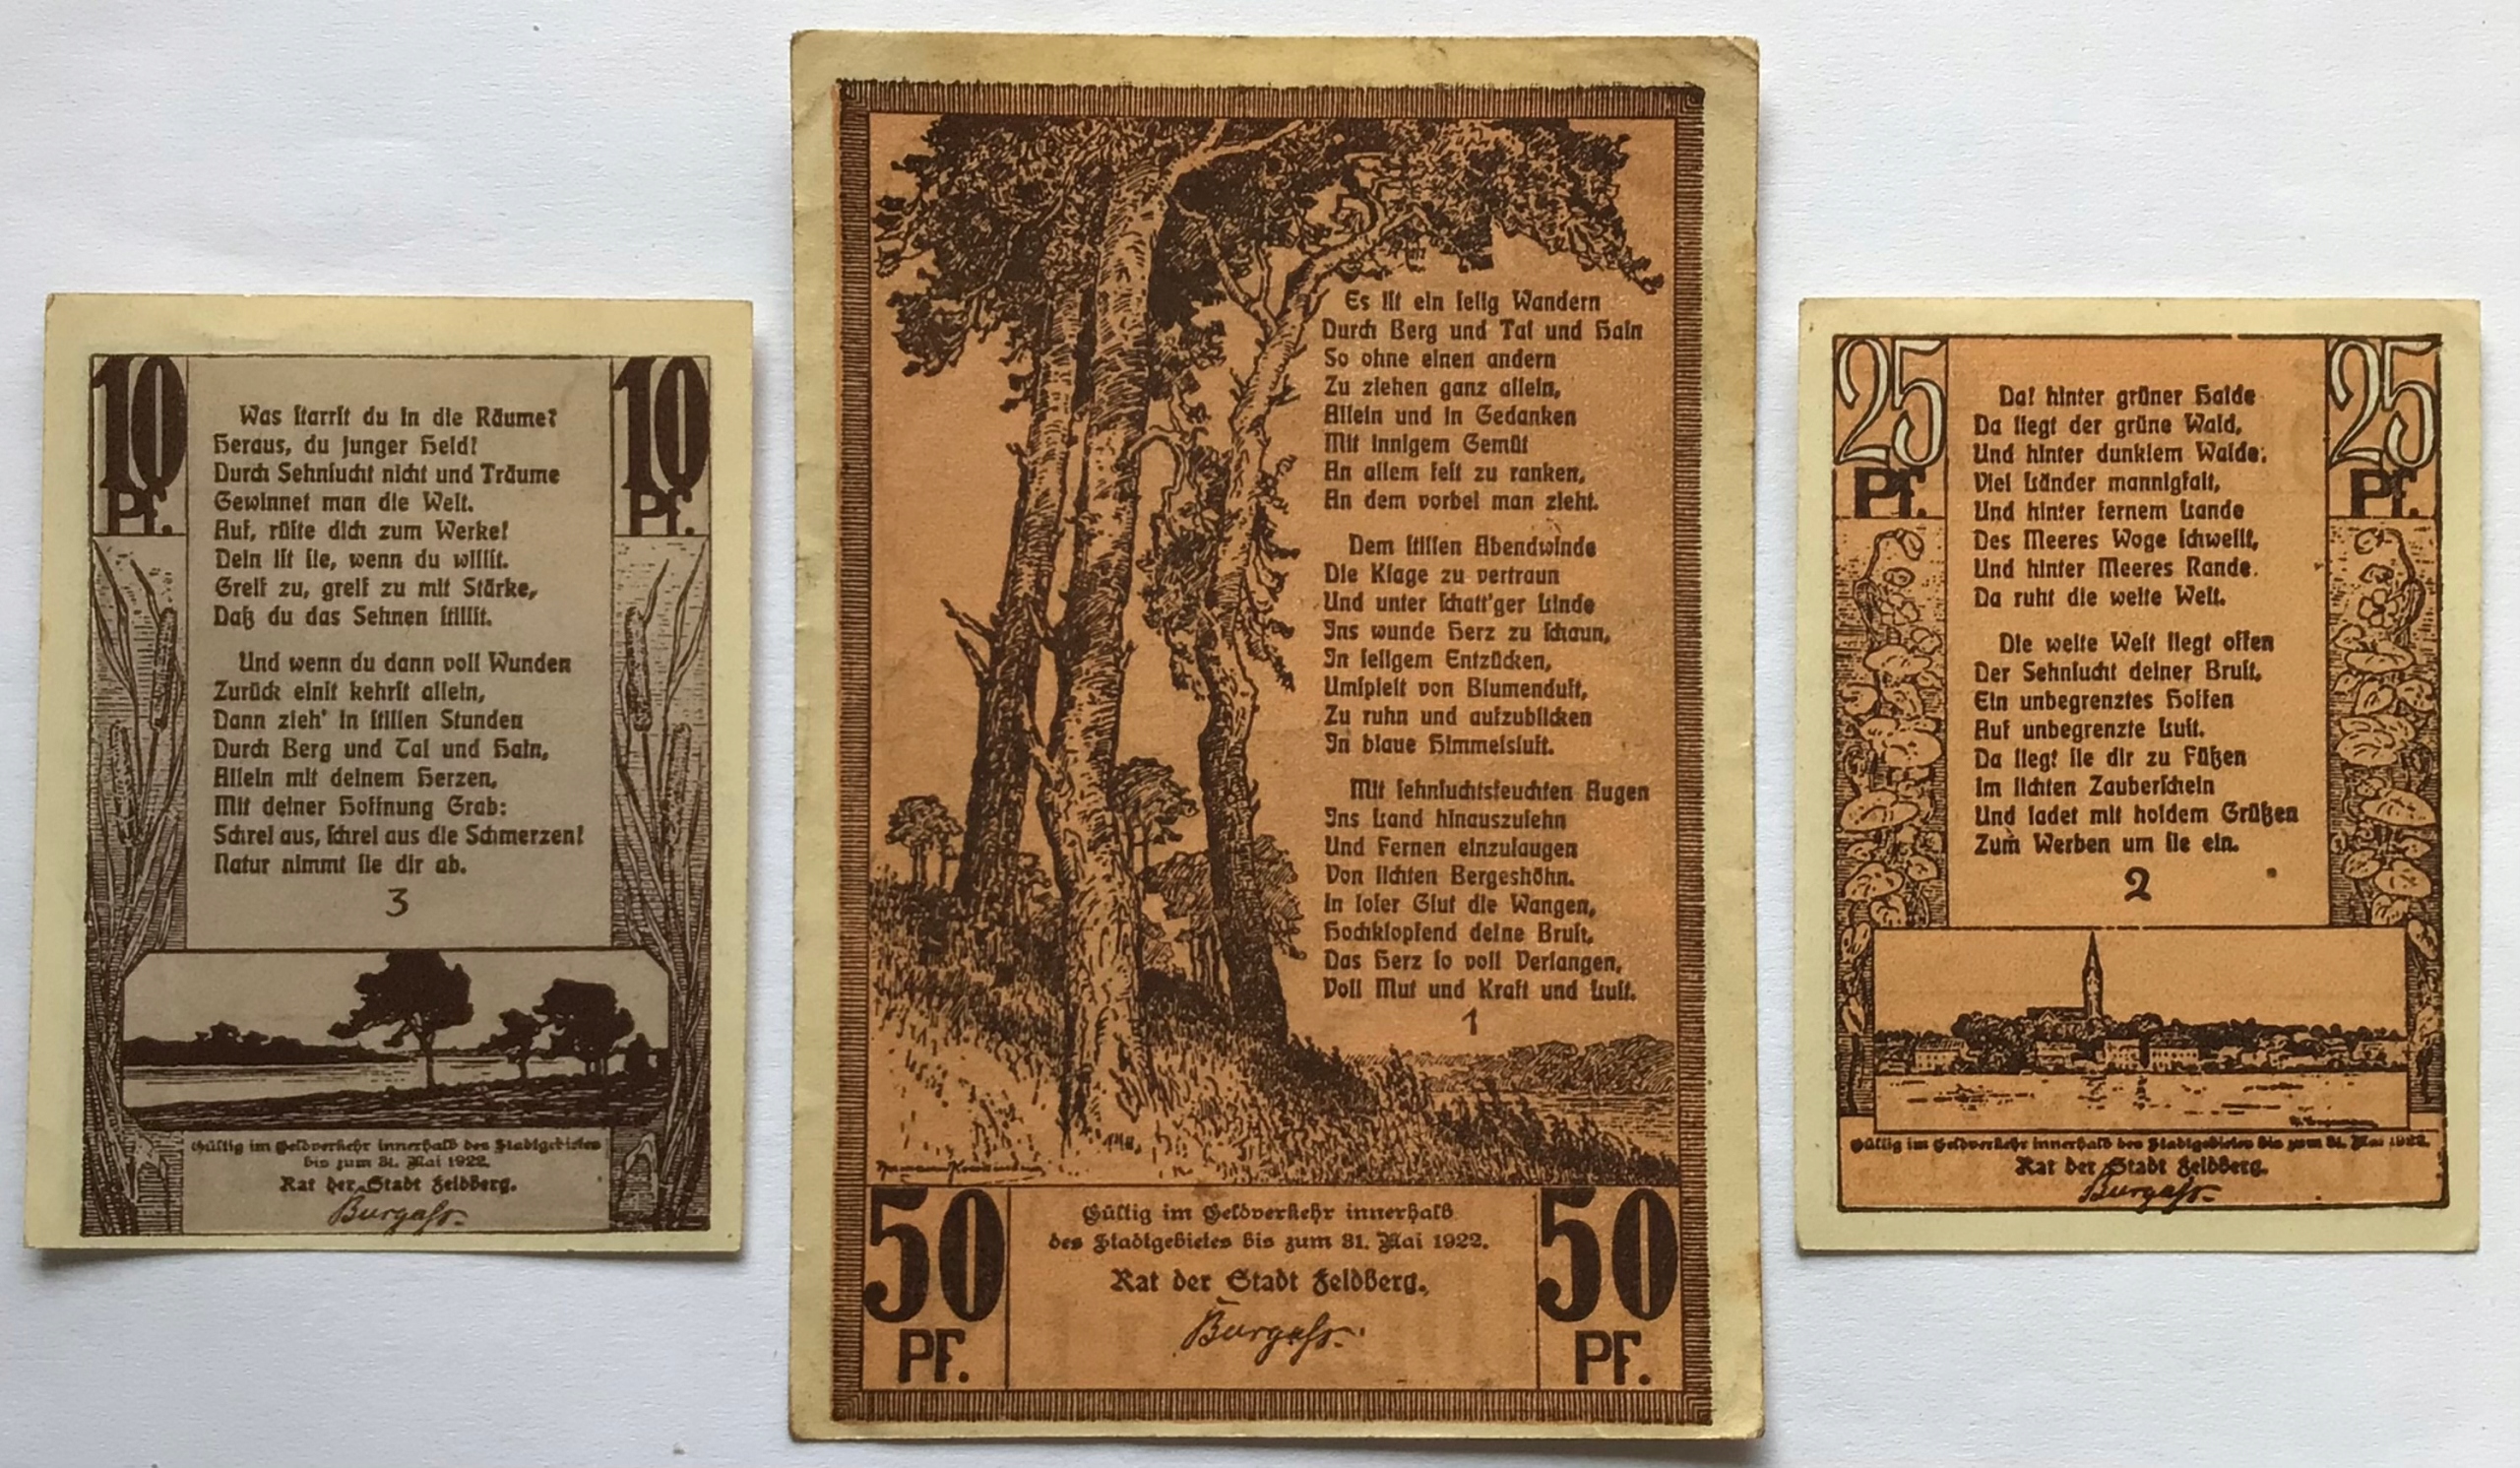 10 Pf.
10 Pf.
Was starrst du in die Räume?
Heraus, du junger Held!
Durch Sehnsucht nicht und Träume
Gewinnet man die Welt.
Auf, rüste dich zum Werke!
Dein ist sie, wenn du willst.
Greif zu, greif zu mit Stärke,
Daß du das Sehnen stillst.
Und wenn du dann voll Wunden
Zurück einst kehrst allein,
Dann zieh' in stillen Stunden
Durch Berg und Tal und Hain,
Allein mit deinem Herzen,
Mit deiner Hoffnung Grab:
Schrei aus, schrei aus die Schmerzen!
Natur nimmt sie dir ab.
3
Gültig im Geldverkehr innerhalb des Stadtgebietes
bis zum 31. Mai 1922.
Rat der Stadt Feldberg.
Es ist ein selig Wandern
Durch Berg und Tal und Hain
So ohne einen andern
Zu ziehen ganz allein,
Allein und in Gedanken
Mit innigem Gemüt
An allem fest zu ranken,
An dem vorbei man zieht.
Dem stillen Abendwinde
Die Klage zu vertraun
Und unter schatt'ger Linde
Ins wunde Herz zu schaun,
In seligem Entzücken,
Umspielt von Blumenduft,
Zu ruhn und aufzublicken
In blaue Himmelsluft.
Mit sehnsuchtsfeuchten Augen
Ins Land hinauszusehn
Und Fernen einzusaugen
Von lichten Bergeshöhn.
In loser Glut die Wangen,
Hochklopfend deine Brust,
Das Herz so voll Verlangen,
Voll Mut und Kraft und Lust.
1
50 PF.
Gültig im Geldverkehr innerhalb
des Stadtgebietes bis zum 31. Mai 1922.
Rat der Stadt Feldberg.
50 PF.
25 Pf.
25 Pf.
Da! hinter grüner Halde
Da liegt der grüne Wald,
Und hinter dunklem Walde
Viel Länder mannigfalt,
Und hinter fernem Lande
Des Meeres Woge schwellt,
Und hinter Meeres Rande
Da ruht die weite Welt.
Die weite Welt liegt offen
Der Sehnsucht deiner Brust,
Ein unbegrenztes Hoffen
Auf unbegrenzte Lust.
Da liegt sie dir zu Füßen
Im lichten Zauberschein
Und ladet mit holdem Grüßen
Zum Werben um sie ein.
2
Gültig im Geldverkehr innerhalb des Stadtgebietes bis zum 31. Mai 1922.
Rat der Stadt Feldberg.